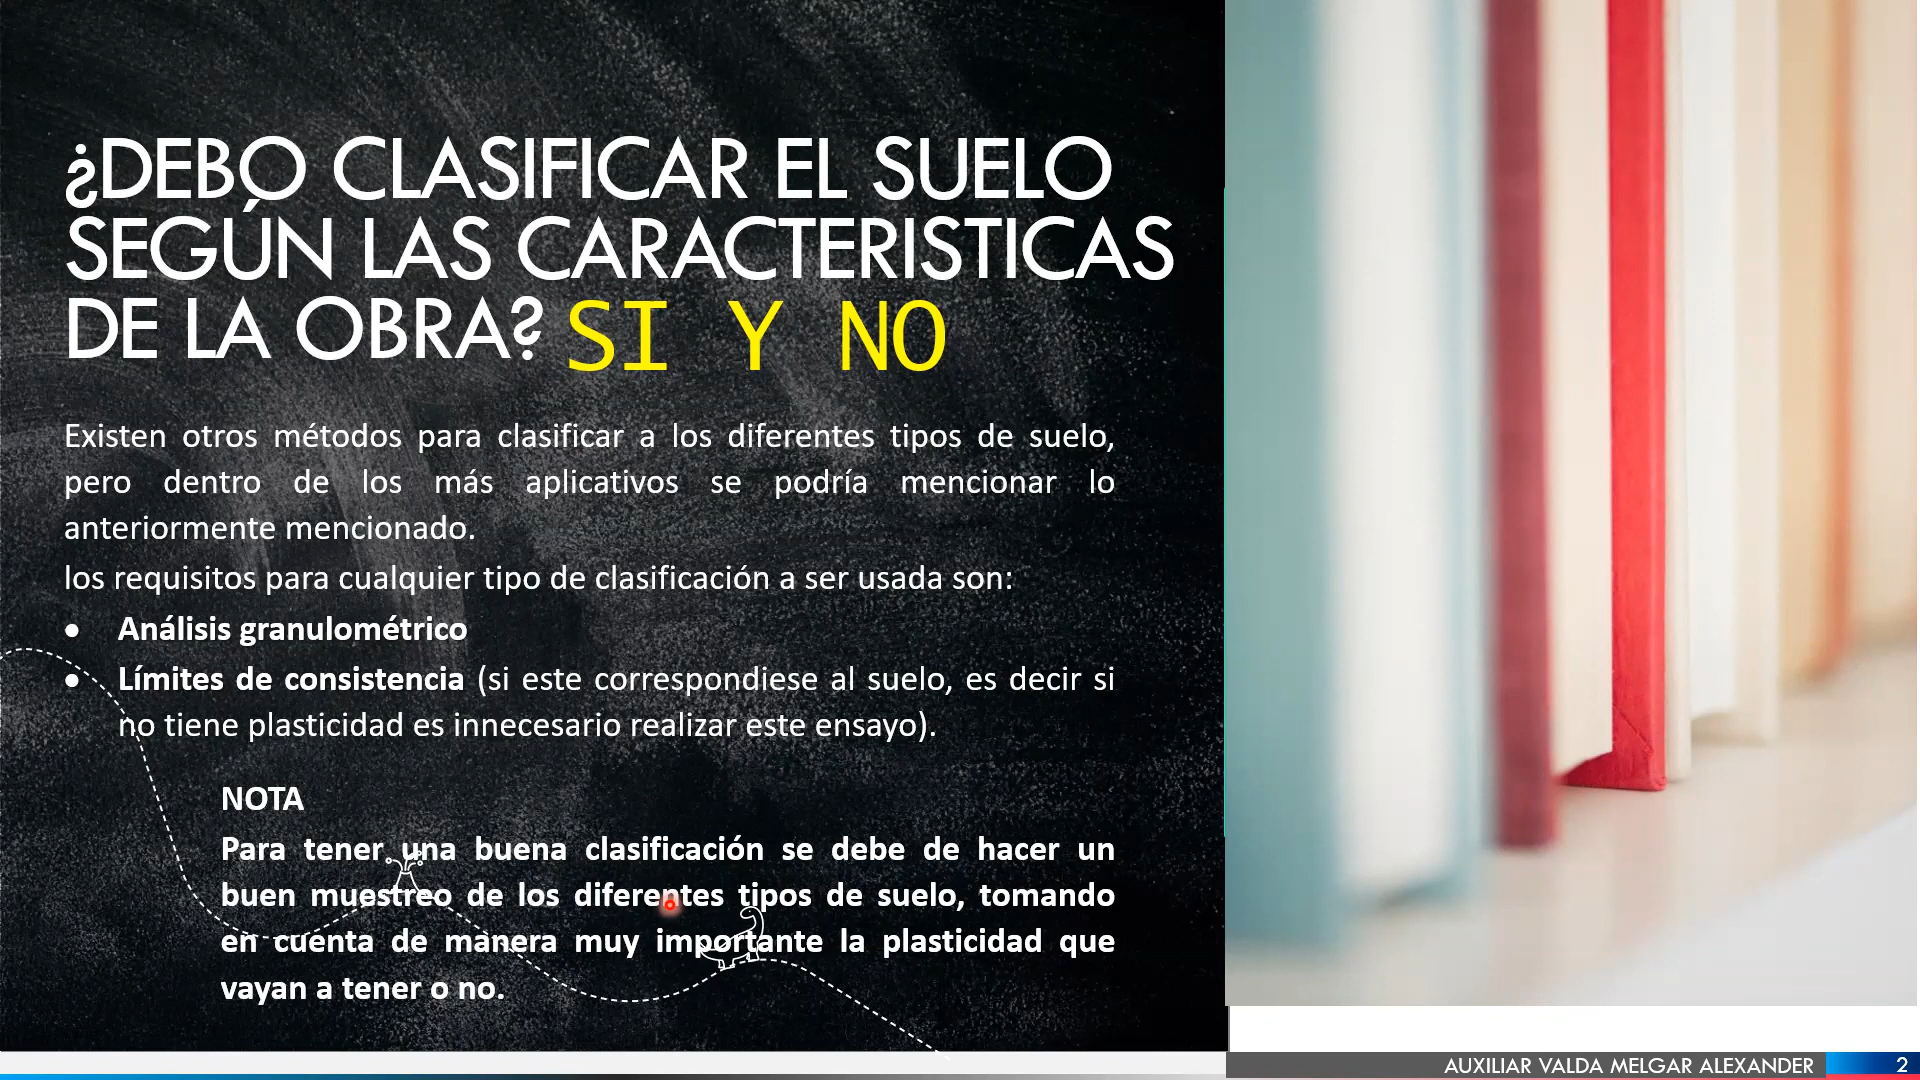 ¿DEBO CLASIFICAR EL SUELO
SEGÚN LAS CARACTERISTICAS
DE LA OBRA? SI Y NO
Existen otros métodos para clasificar a los diferentes tipos de suelo,
pero dentro de los más aplicativos se podría mencionar lo
anteriormente mencionado.
los requisitos para cualquier tipo de clasificación a ser usada son:
• Análisis granulométrico
• Límites de consistencia (si este correspondiese al suelo, es decir si
no tiene plasticidad es innecesario realizar este ensayo).
NOTA
Para tener una buena clasificación se debe de hacer un
buen muestreo de los diferentes tipos de suelo, tomando
en cuenta de manera muy importante la plasticidad que
vayan a tener o no.
AUXILIAR VALDA MELGAR ALEXANDER 2